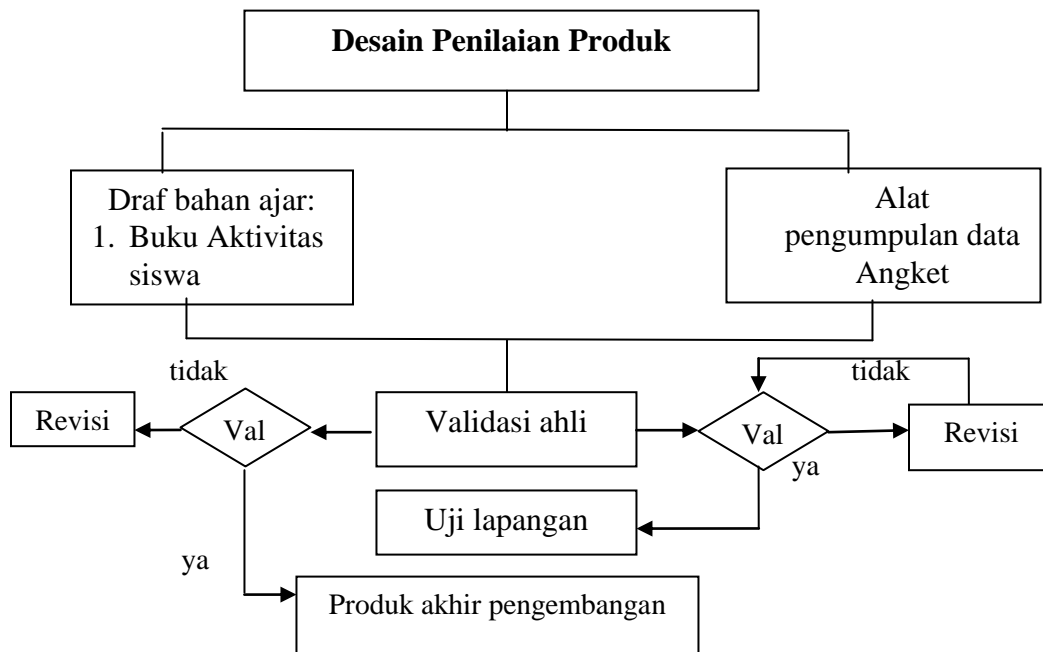 Desain Penilaian Produk
Draf bahan ajar:
1. Buku Aktivitas
siswa
Alat
pengumpulan data
Angket
tidak
tidak
Revisi
Val
Validasi ahli
Val
Revisi
ya
Uji lapangan
ya
Produk akhir pengembangan